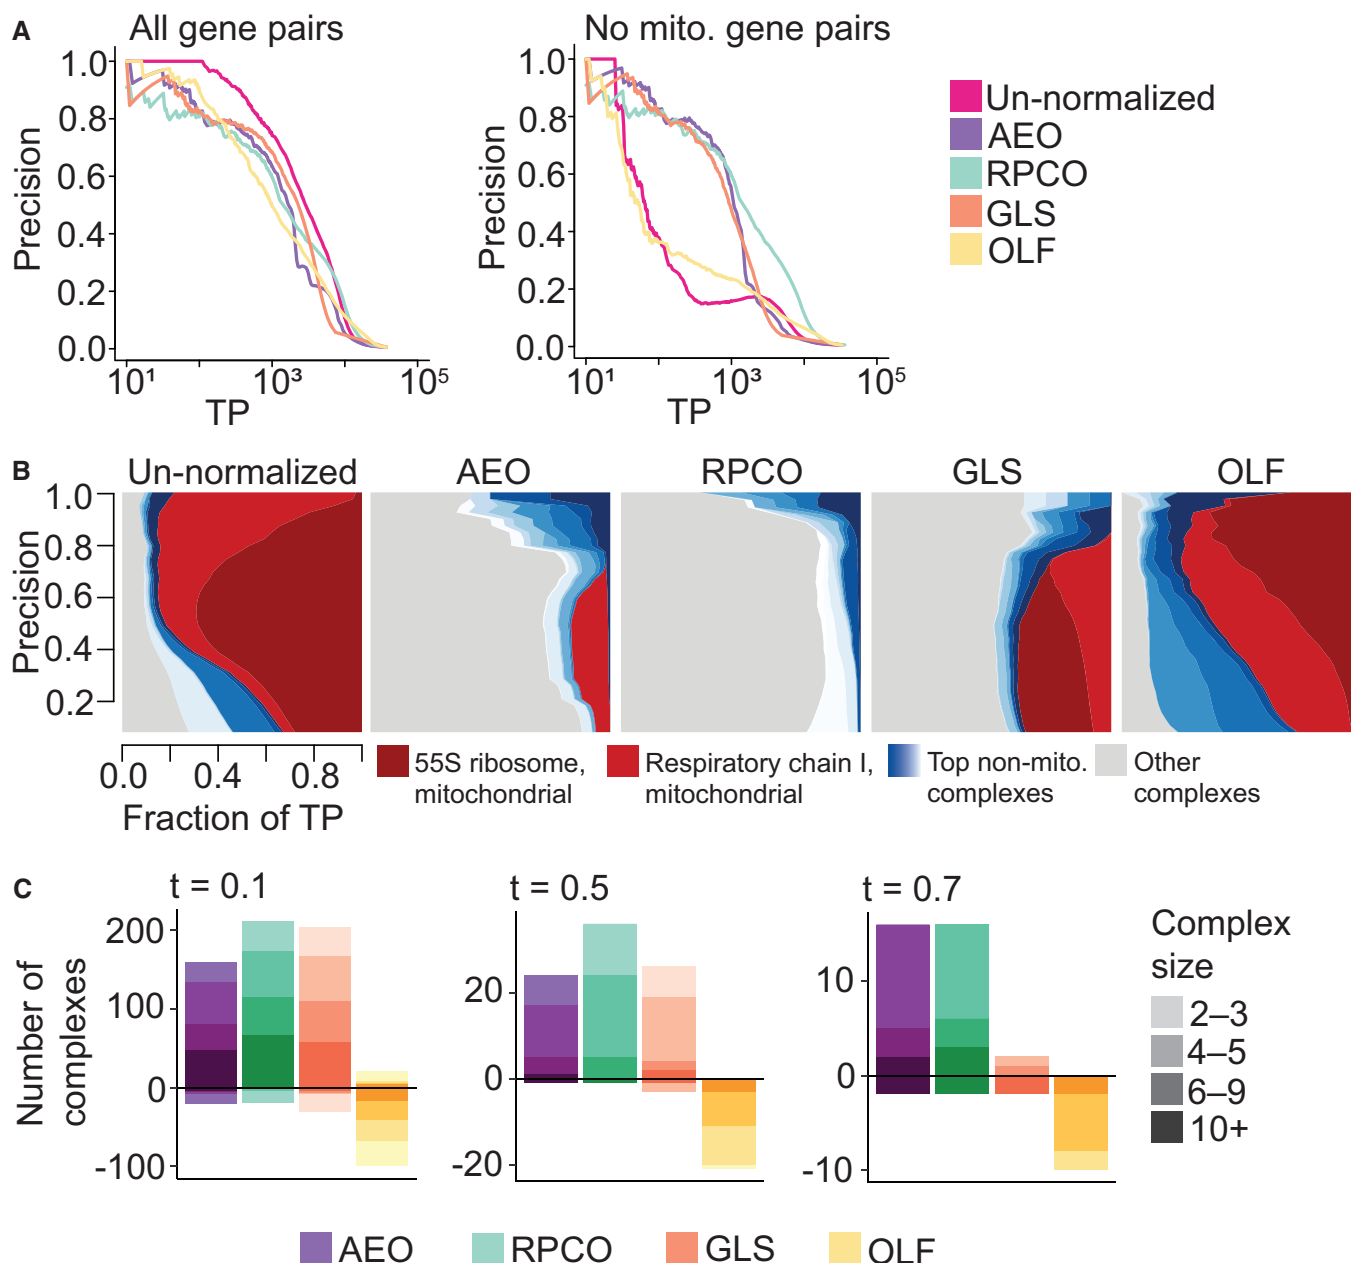 A
All gene pairs
No mito. gene pairs
1.0
0.8
0.6
0.4
0.2
0.0
Precision
10¹
10³
10⁵
TP
1.0
0.8
0.6
0.4
0.2
0.0
Precision
10¹
10³
10⁵
TP
Un-normalized
AEO
RPCO
GLS
OLF
B
Un-normalized
AEO
RPCO
GLS
OLF
1.0
0.8
0.6
0.4
0.2
Precision
0.0
0.4
0.8
Fraction of TP
55S ribosome,
mitochondrial
Respiratory chain I,
mitochondrial
Top non-mito.
complexes
Other
complexes
C
t = 0.1
t = 0.5
t = 0.7
Number of
complexes
200
100
0
-100
20
0
-20
10
0
-10
Complex
size
2–3
4–5
6–9
10+
AEO
RPCO
GLS
OLF